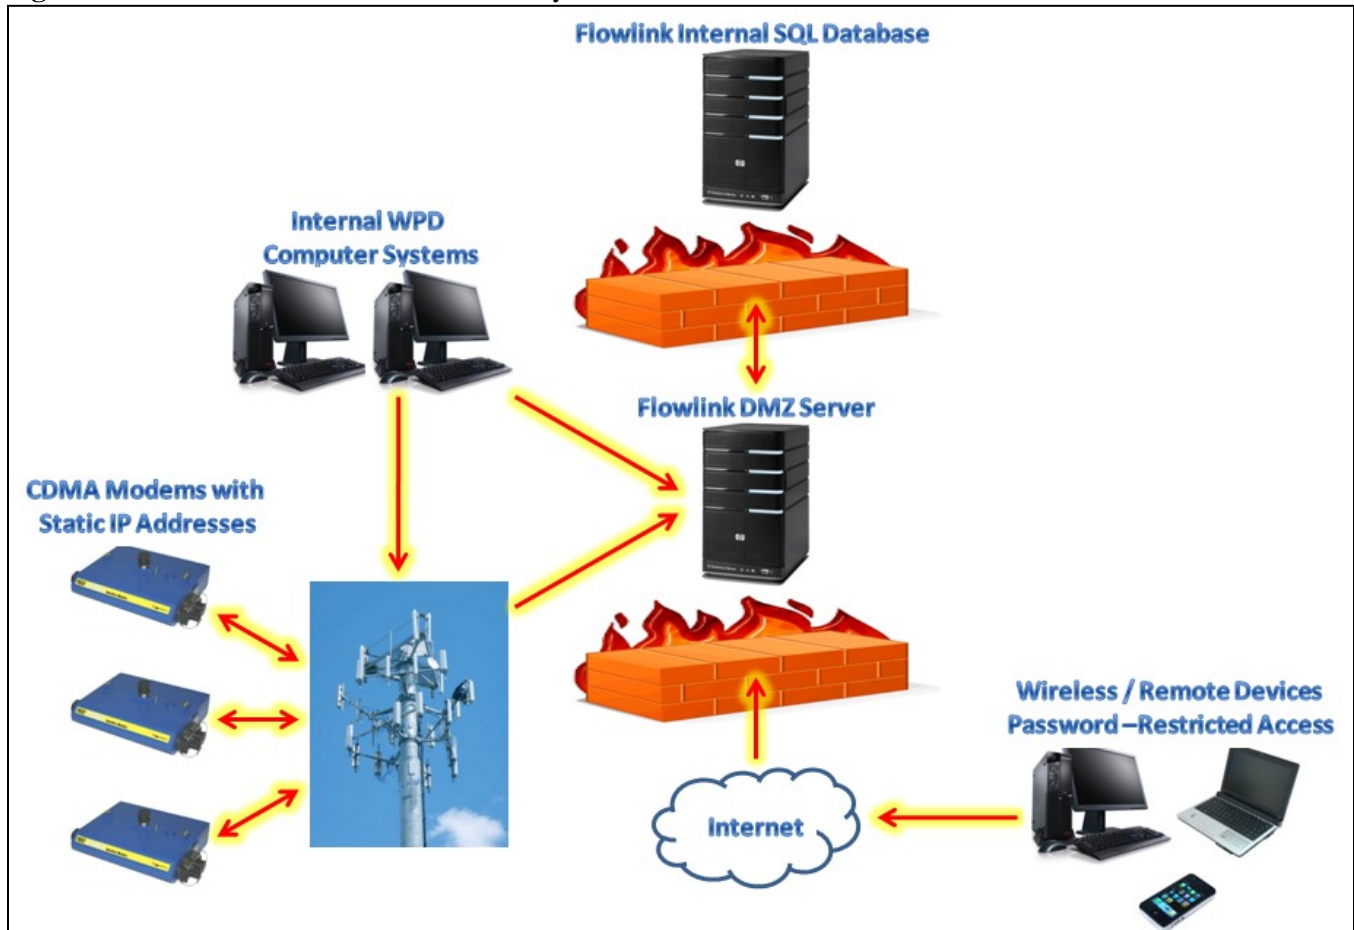 Flowlink Internal SQL Database
Internal WPD
Computer Systems
Flowlink DMZ Server
CDMA Modems with
Static IP Addresses
Wireless / Remote Devices
Password –Restricted Access
Internet